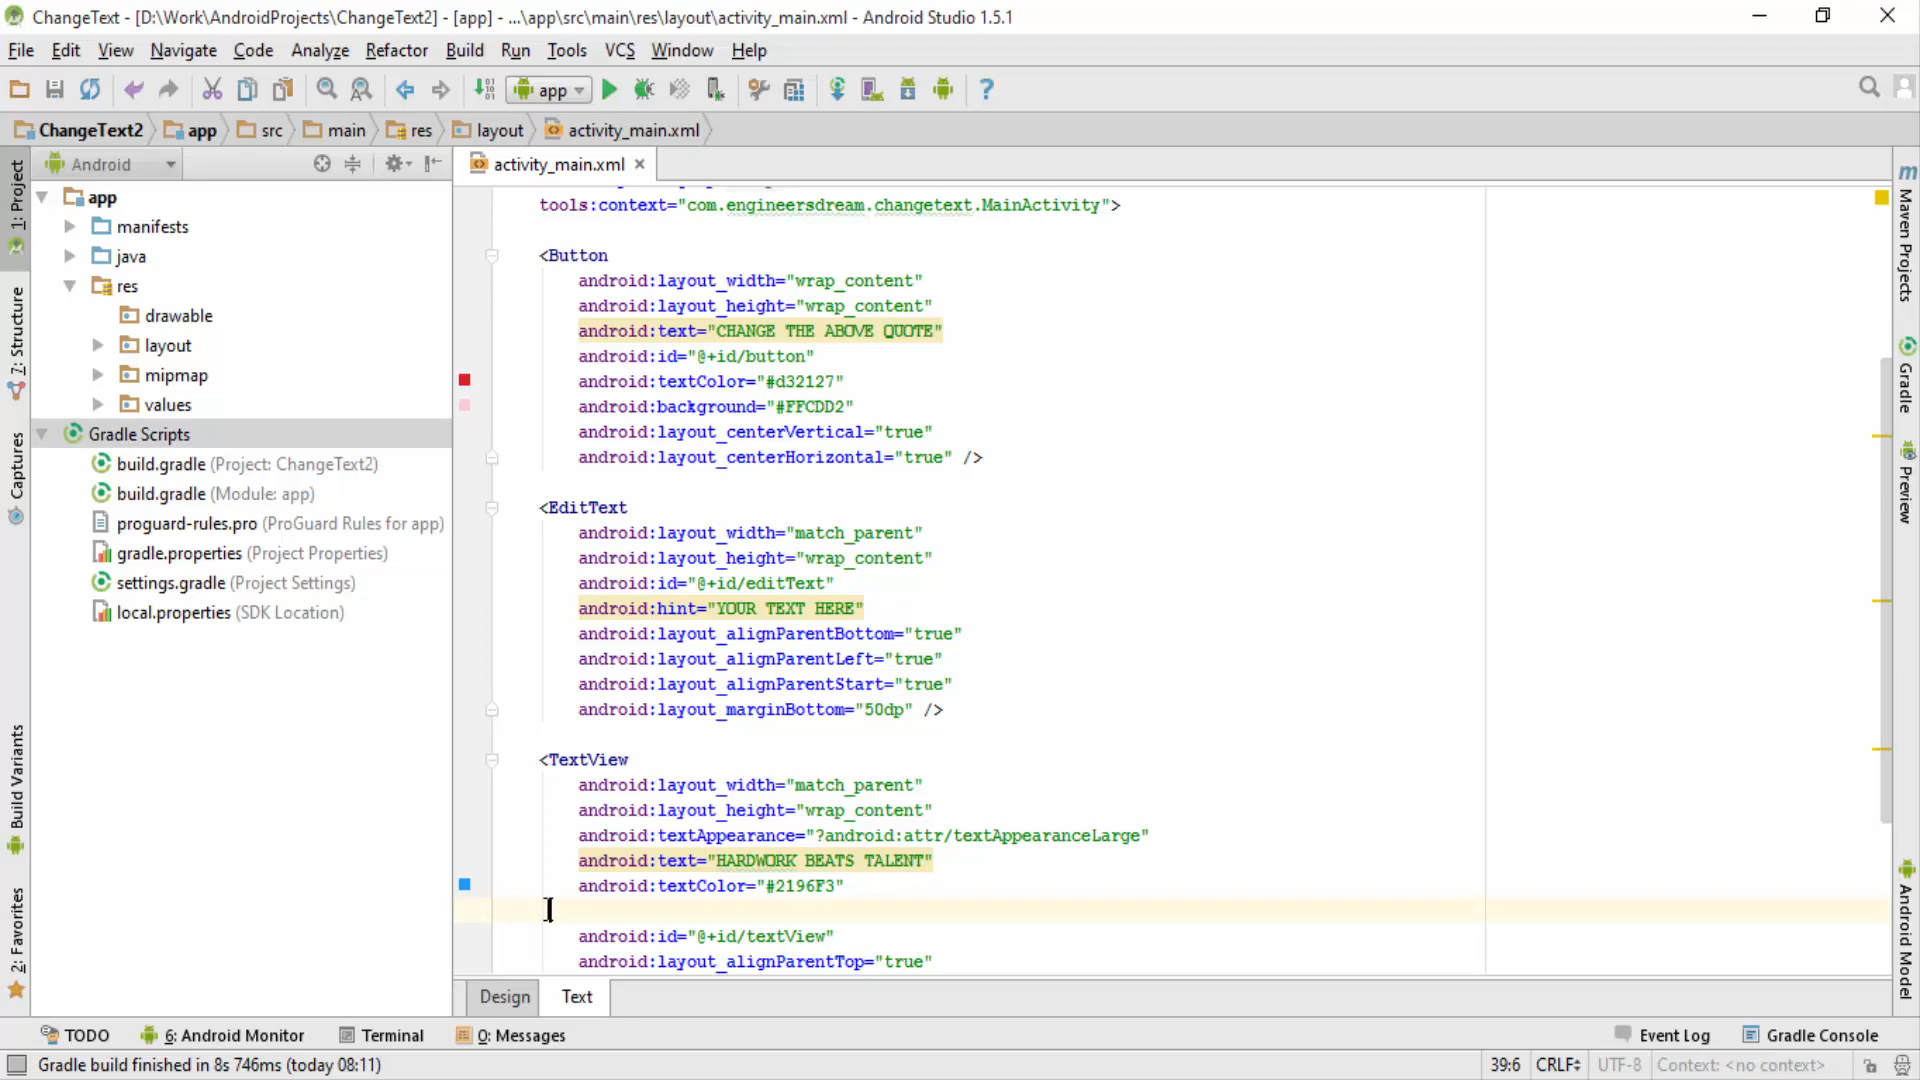 ChangeText - [D:\Work\AndroidProjects\ChangeText2] - [app] - ...\app\src\main\res\layout\activity_main.xml - Android Studio 1.5.1
File Edit View Navigate Code Analyze Refactor Build Run Tools VCS Window Help
app
ChangeText2 app src main res layout activity_main.xml
Android
activity_main.xml
1: Project
7: Structure
Captures
Build Variants
2: Favorites
app
manifests
java
res
drawable
layout
mipmap
values
Gradle Scripts
build.gradle (Project: ChangeText2)
build.gradle (Module: app)
proguard-rules.pro (ProGuard Rules for app)
gradle.properties (Project Properties)
settings.gradle (Project Settings)
local.properties (SDK Location)
tools:context="com.engineersdream.changetext.MainActivity">
<Button
android:layout_width="wrap_content"
android:layout_height="wrap_content"
android:text="CHANGE THE ABOVE QUOTE"
android:id="@+id/button"
android:textColor="#d32127"
android:background="#FFCDD2"
android:layout_centerVertical="true"
android:layout_centerHorizontal="true" />
<EditText
android:layout_width="match_parent"
android:layout_height="wrap_content"
android:id="@+id/editText"
android:hint="YOUR TEXT HERE"
android:layout_alignParentBottom="true"
android:layout_alignParentLeft="true"
android:layout_alignParentStart="true"
android:layout_marginBottom="50dp" />
<TextView
android:layout_width="match_parent"
android:layout_height="wrap_content"
android:textAppearance="?android:attr/textAppearanceLarge"
android:text="HARDWORK BEATS TALENT"
android:textColor="#2196F3"
android:id="@+id/textView"
android:layout_alignParentTop="true"
Maven Projects
Gradle
Preview
Android Model
Design Text
TODO 6: Android Monitor Terminal 0: Messages Event Log Gradle Console
Gradle build finished in 8s 746ms (today 08:11) 39:6 CRLF UTF-8 Context: <no context>